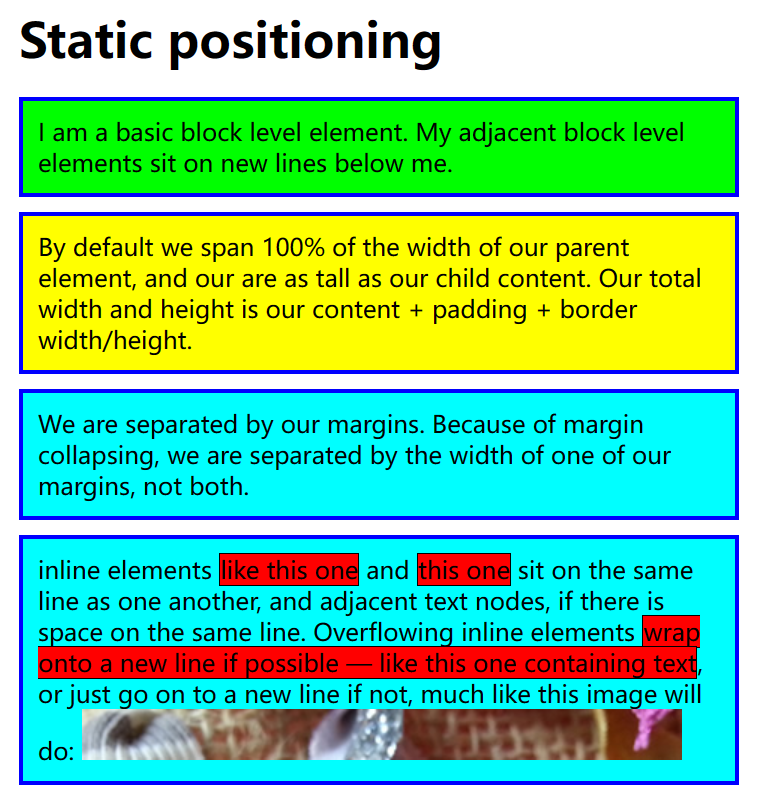 Static positioning
I am a basic block level element. My adjacent block level
elements sit on new lines below me.
By default we span 100% of the width of our parent
element, and our are as tall as our child content. Our total
width and height is our content + padding + border
width/height.
We are separated by our margins. Because of margin
collapsing, we are separated by the width of one of our
margins, not both.
inline elements like this one and this one sit on the same
line as one another, and adjacent text nodes, if there is
space on the same line. Overflowing inline elements wrap
onto a new line if possible — like this one containing text,
or just go on to a new line if not, much like this image will
do: